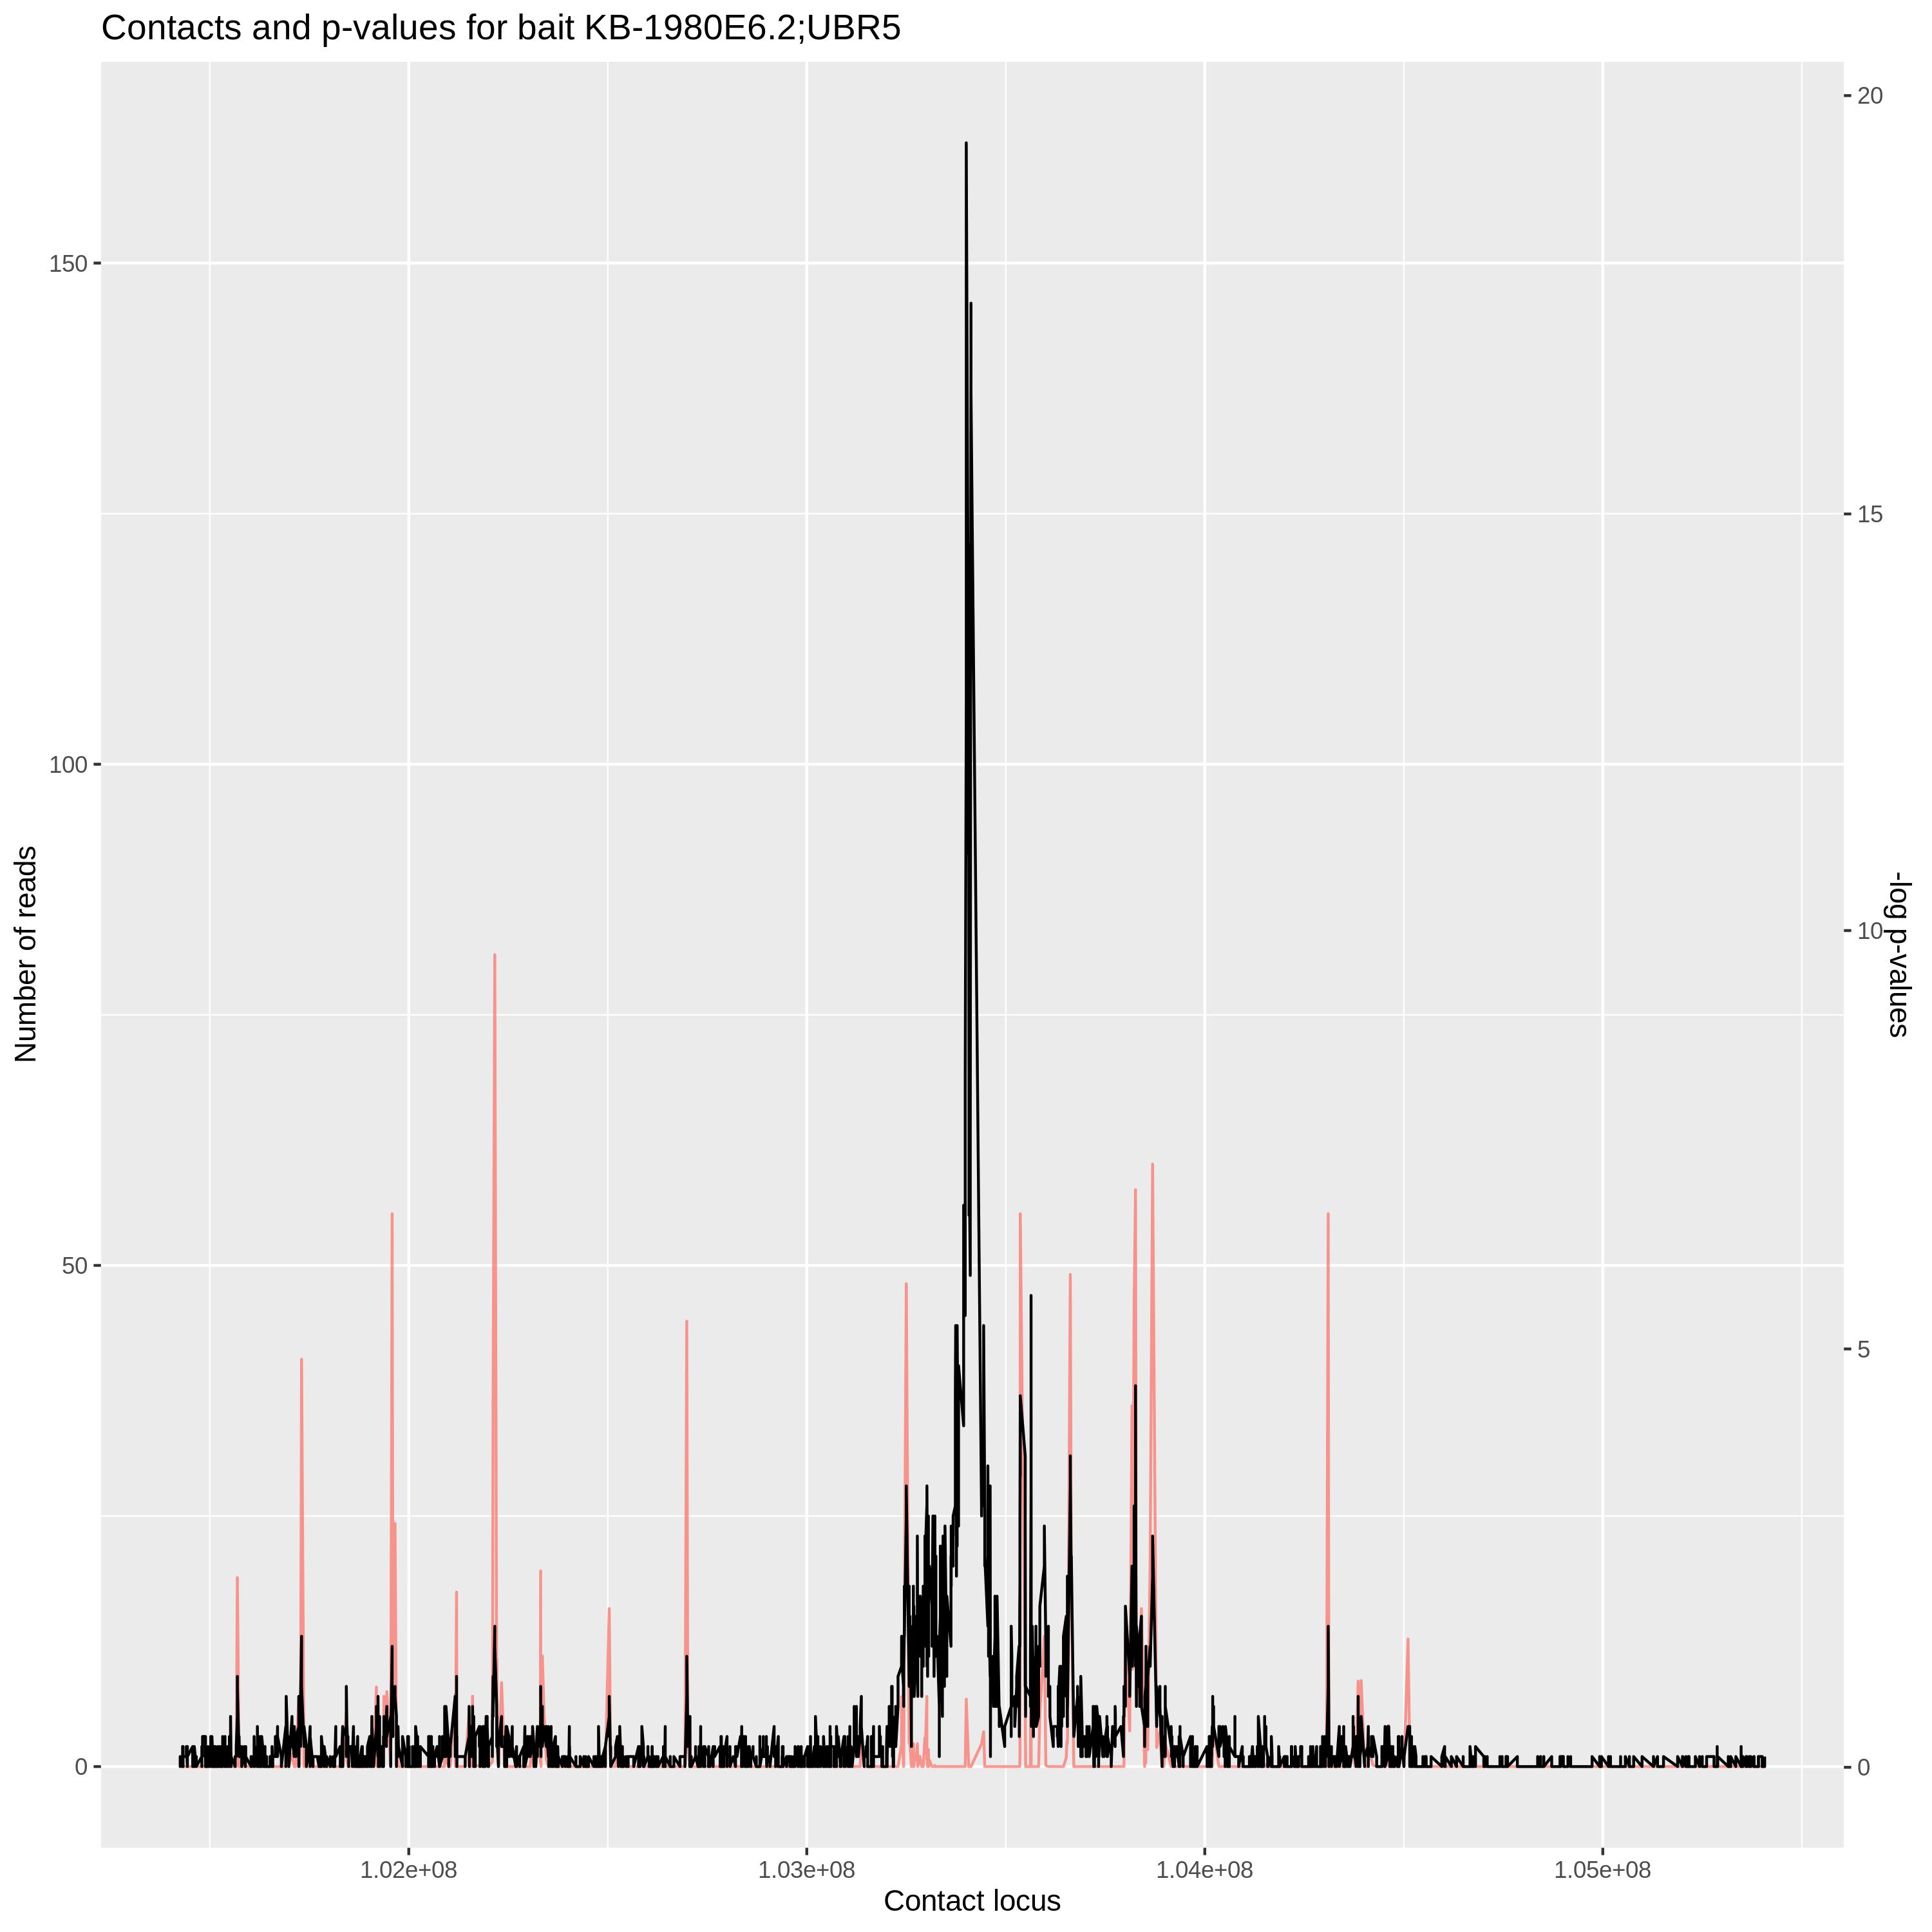 Contacts and p-values for bait KB-1980E6.2;UBR5
20
150
15
100
10
50
5
0
0
Number of reads
-log p-values
1.02e+08
1.03e+08
1.04e+08
1.05e+08
Contact locus